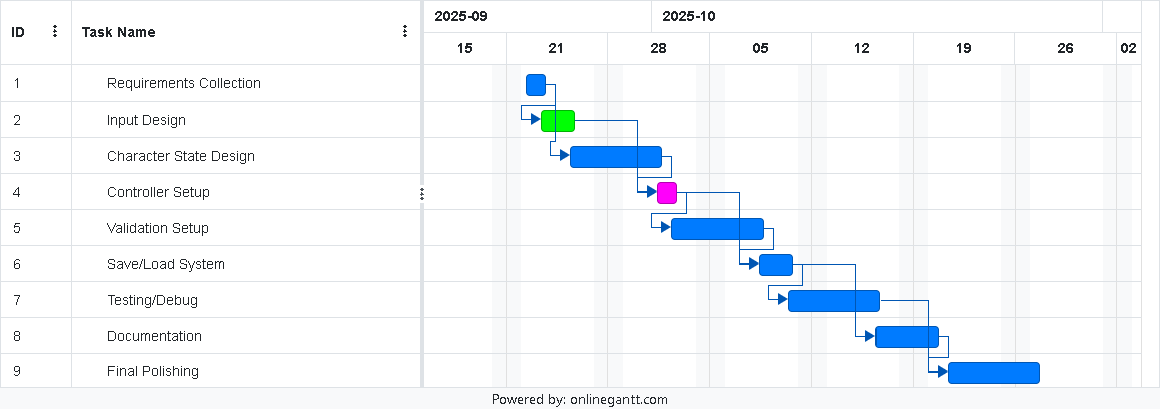 ID Task Name 2025-09 2025-10
15 21 28 05 12 19 26 02
1 Requirements Collection
2 Input Design
3 Character State Design
4 Controller Setup
5 Validation Setup
6 Save/Load System
7 Testing/Debug
8 Documentation
9 Final Polishing
Powered by: onlinegantt.com